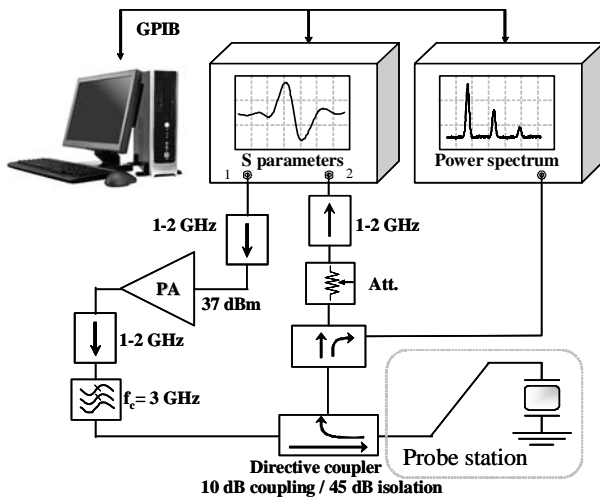 GPIB
S parameters
1
2
Power spectrum
1-2 GHz
1-2 GHz
PA
37 dBm
Att.
1-2 GHz
f_c= 3 GHz
Directive coupler
10 dB coupling / 45 dB isolation
Probe station